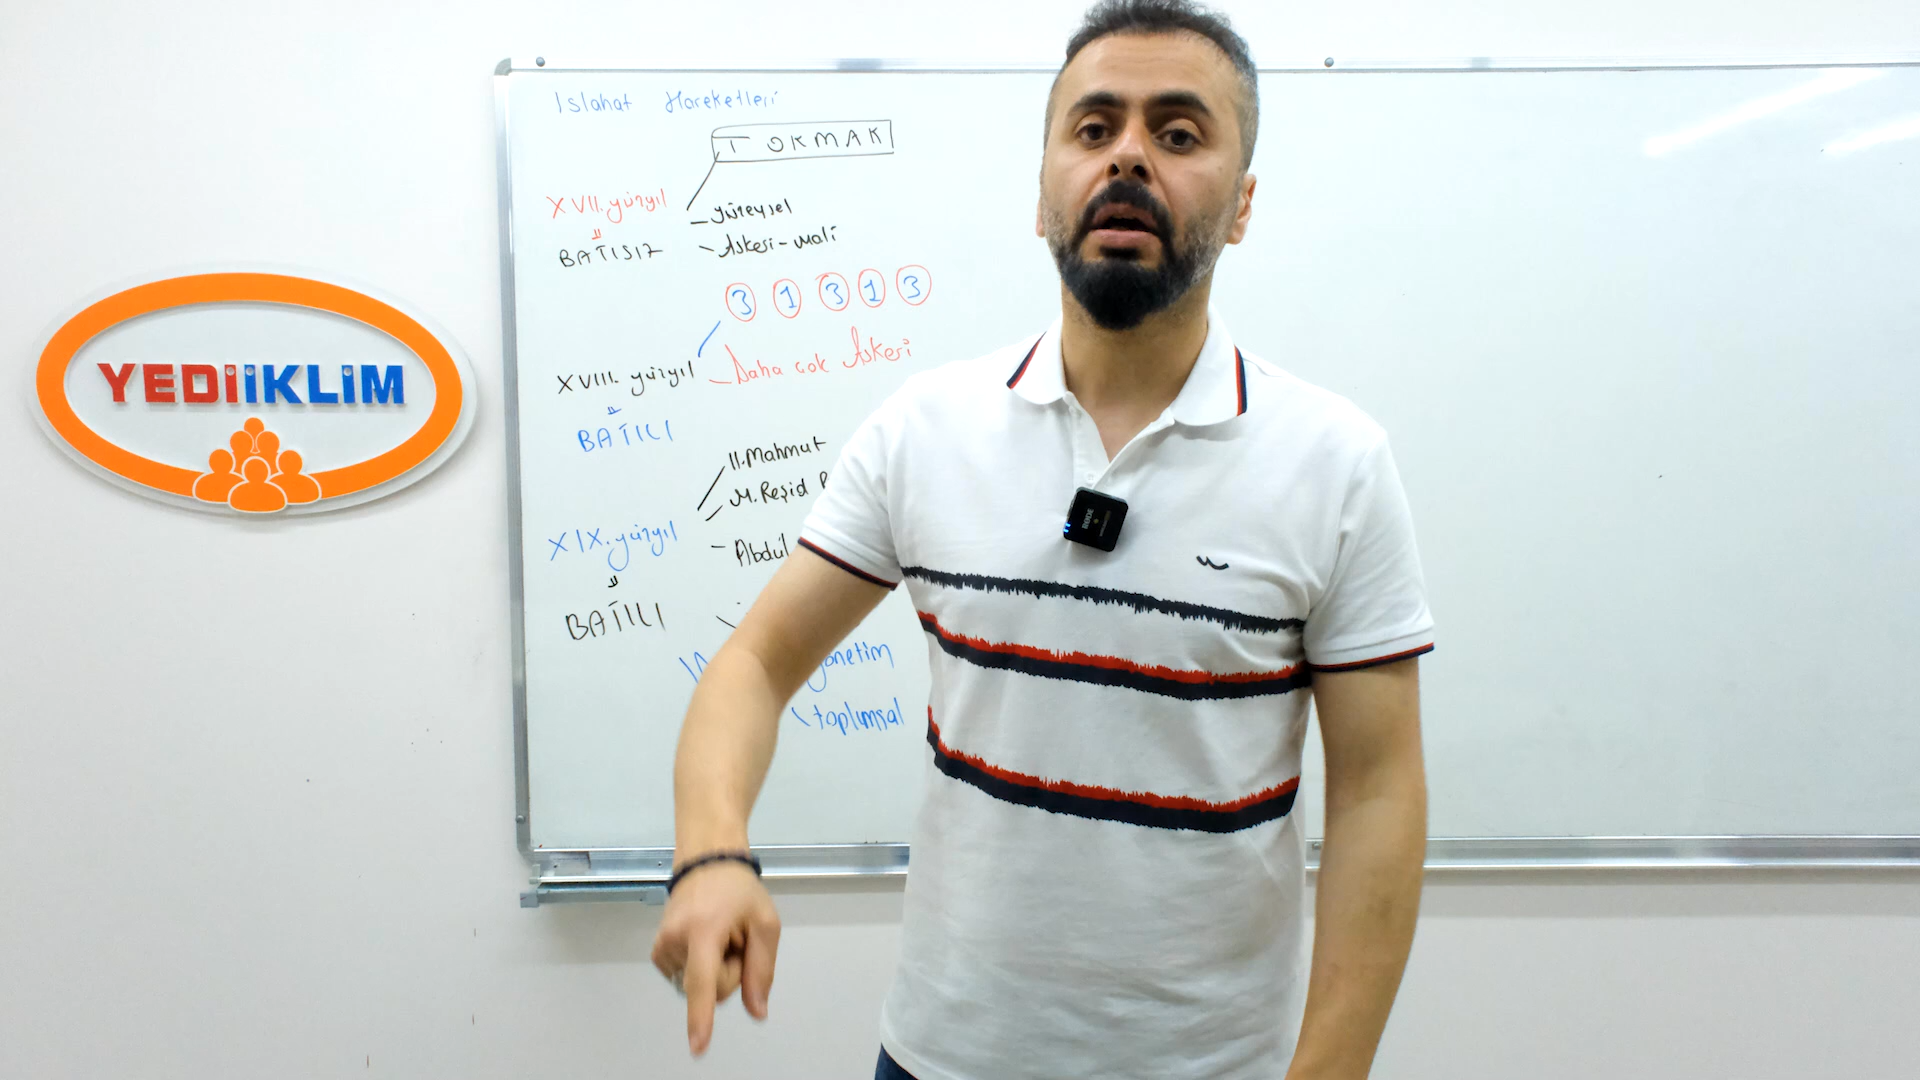 Islahat Hareketleri
TOKMAK
XVII. yüzyıl
- yüzeysel
BATISIZ
- Askeri - mali
3 1 3 1 3
XVIII. yüzyıl
- Daha çok Askeri
BATILI
II. Mahmut
M. Reşid P
XIX. yüzyıl
- Abdül
BATILI
yönetim
toplumsal
YEDİİKLİM
RØDE